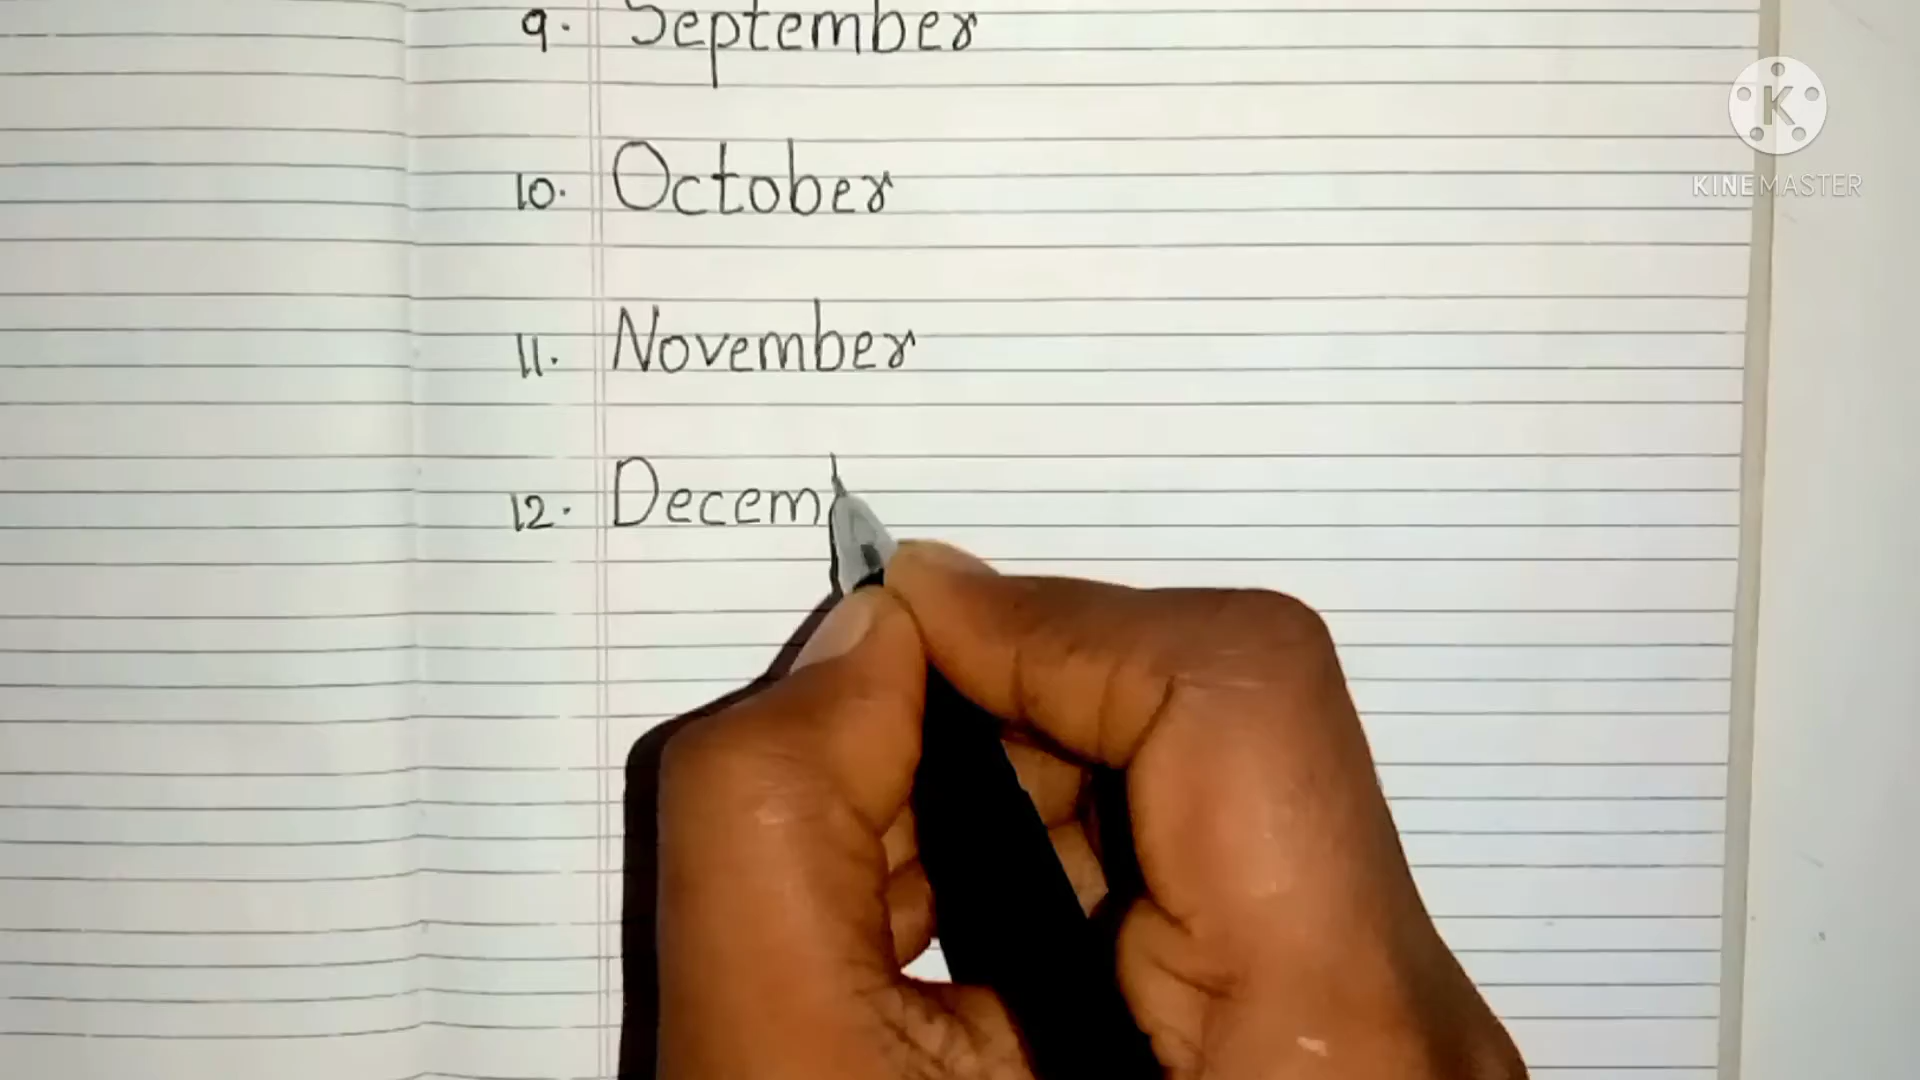 9. September
10. October
11. November
12. Decem
K
KINEMASTER